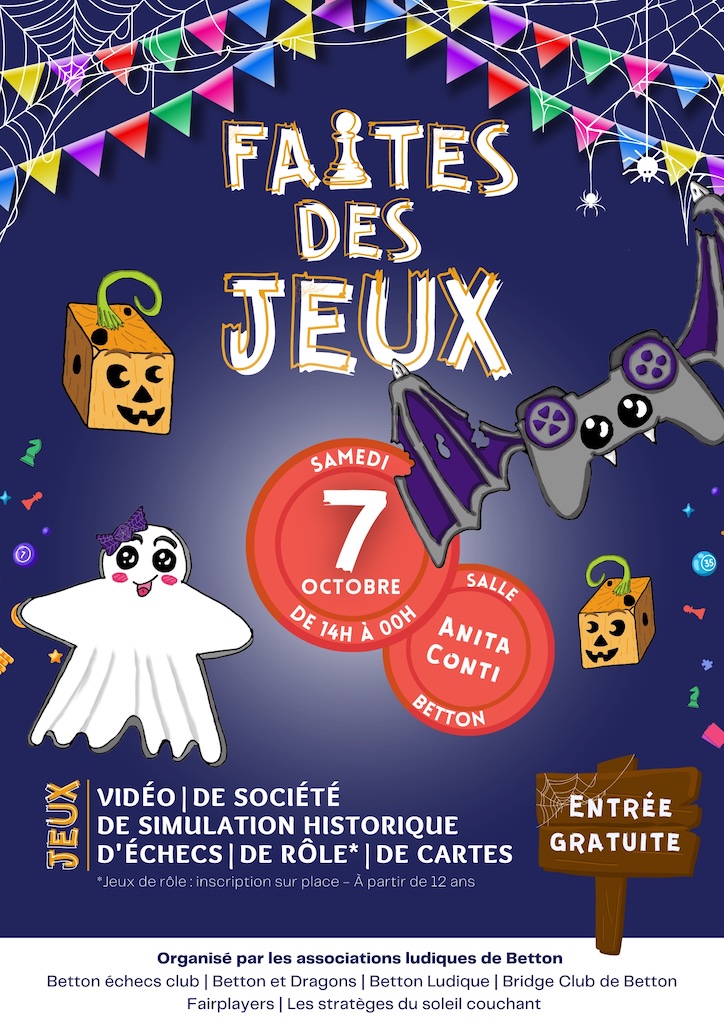 FAITES
DES
JEUX
SAMEDI
7
OCTOBRE
DE 14H À 00H
SALLE
ANITA
CONTI
BETTON
7
35
JEUX
VIDÉO | DE SOCIÉTÉ
DE SIMULATION HISTORIQUE
D'ÉCHECS | DE RÔLE* | DE CARTES
*Jeux de rôle : inscription sur place – À partir de 12 ans
ENTRÉE
GRATUITE
Organisé par les associations ludiques de Betton
Betton échecs club | Betton et Dragons | Betton Ludique | Bridge Club de Betton
Fairplayers | Les stratèges du soleil couchant